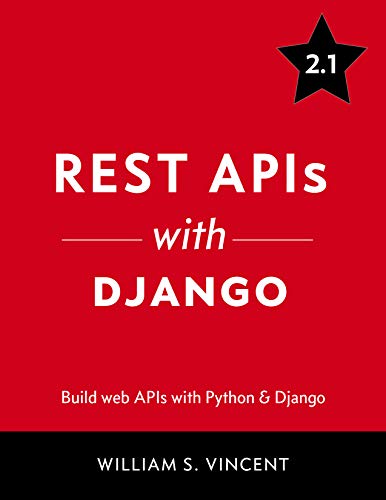 2.1
REST APIs
with
DJANGO
Build web APIs with Python & Django
WILLIAM S. VINCENT